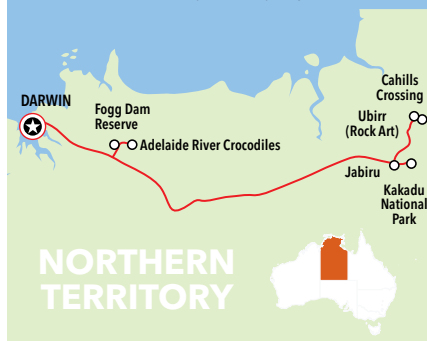 DARWIN
Fogg Dam
Reserve
Adelaide River Crocodiles
Cahills
Crossing
Ubirr
(Rock Art)
Jabiru
Kakadu
National
Park
NORTHERN
TERRITORY